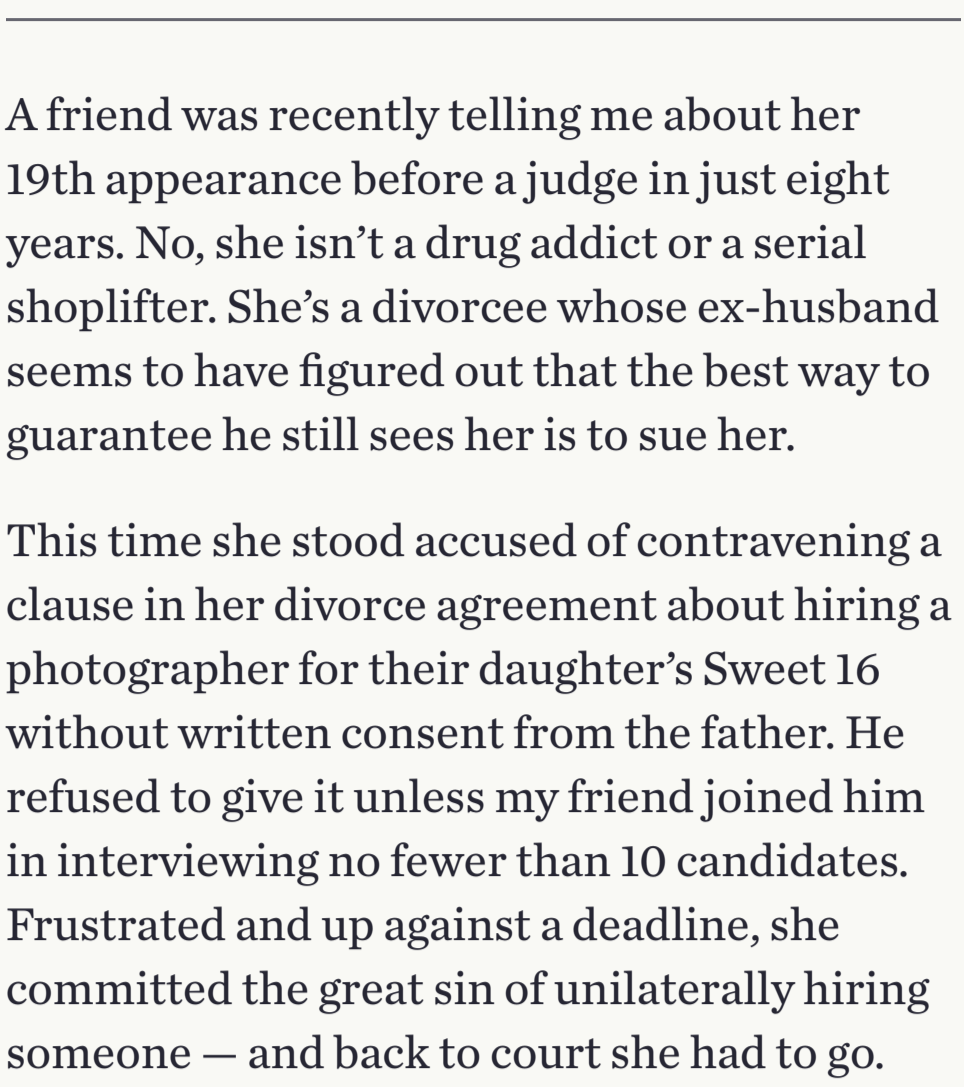 A friend was recently telling me about her
19th appearance before a judge in just eight
years. No, she isn’t a drug addict or a serial
shoplifter. She’s a divorcee whose ex-husband
seems to have figured out that the best way to
guarantee he still sees her is to sue her.
This time she stood accused of contravening a
clause in her divorce agreement about hiring a
photographer for their daughter’s Sweet 16
without written consent from the father. He
refused to give it unless my friend joined him
in interviewing no fewer than 10 candidates.
Frustrated and up against a deadline, she
committed the great sin of unilaterally hiring
someone — and back to court she had to go.